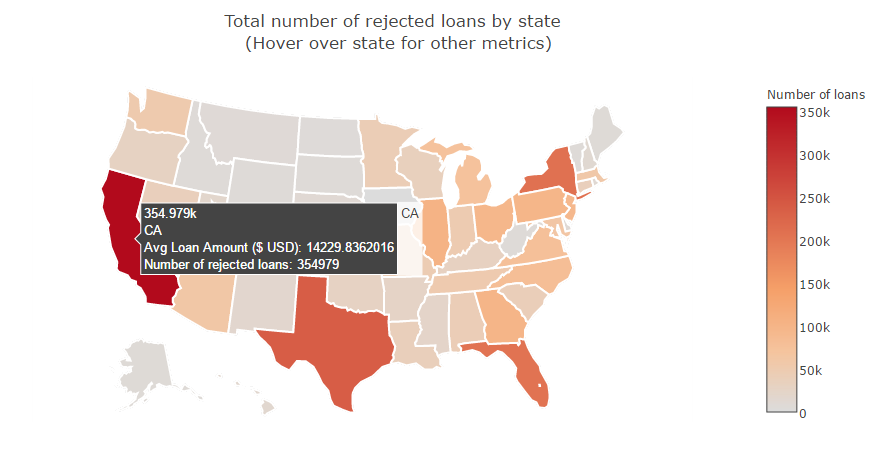 Total number of rejected loans by state
(Hover over state for other metrics)
Number of loans
350k
300k
250k
200k
150k
100k
50k
0
354.979k
CA
CA
Avg Loan Amount ($ USD): 14229.8362016
Number of rejected loans: 354979